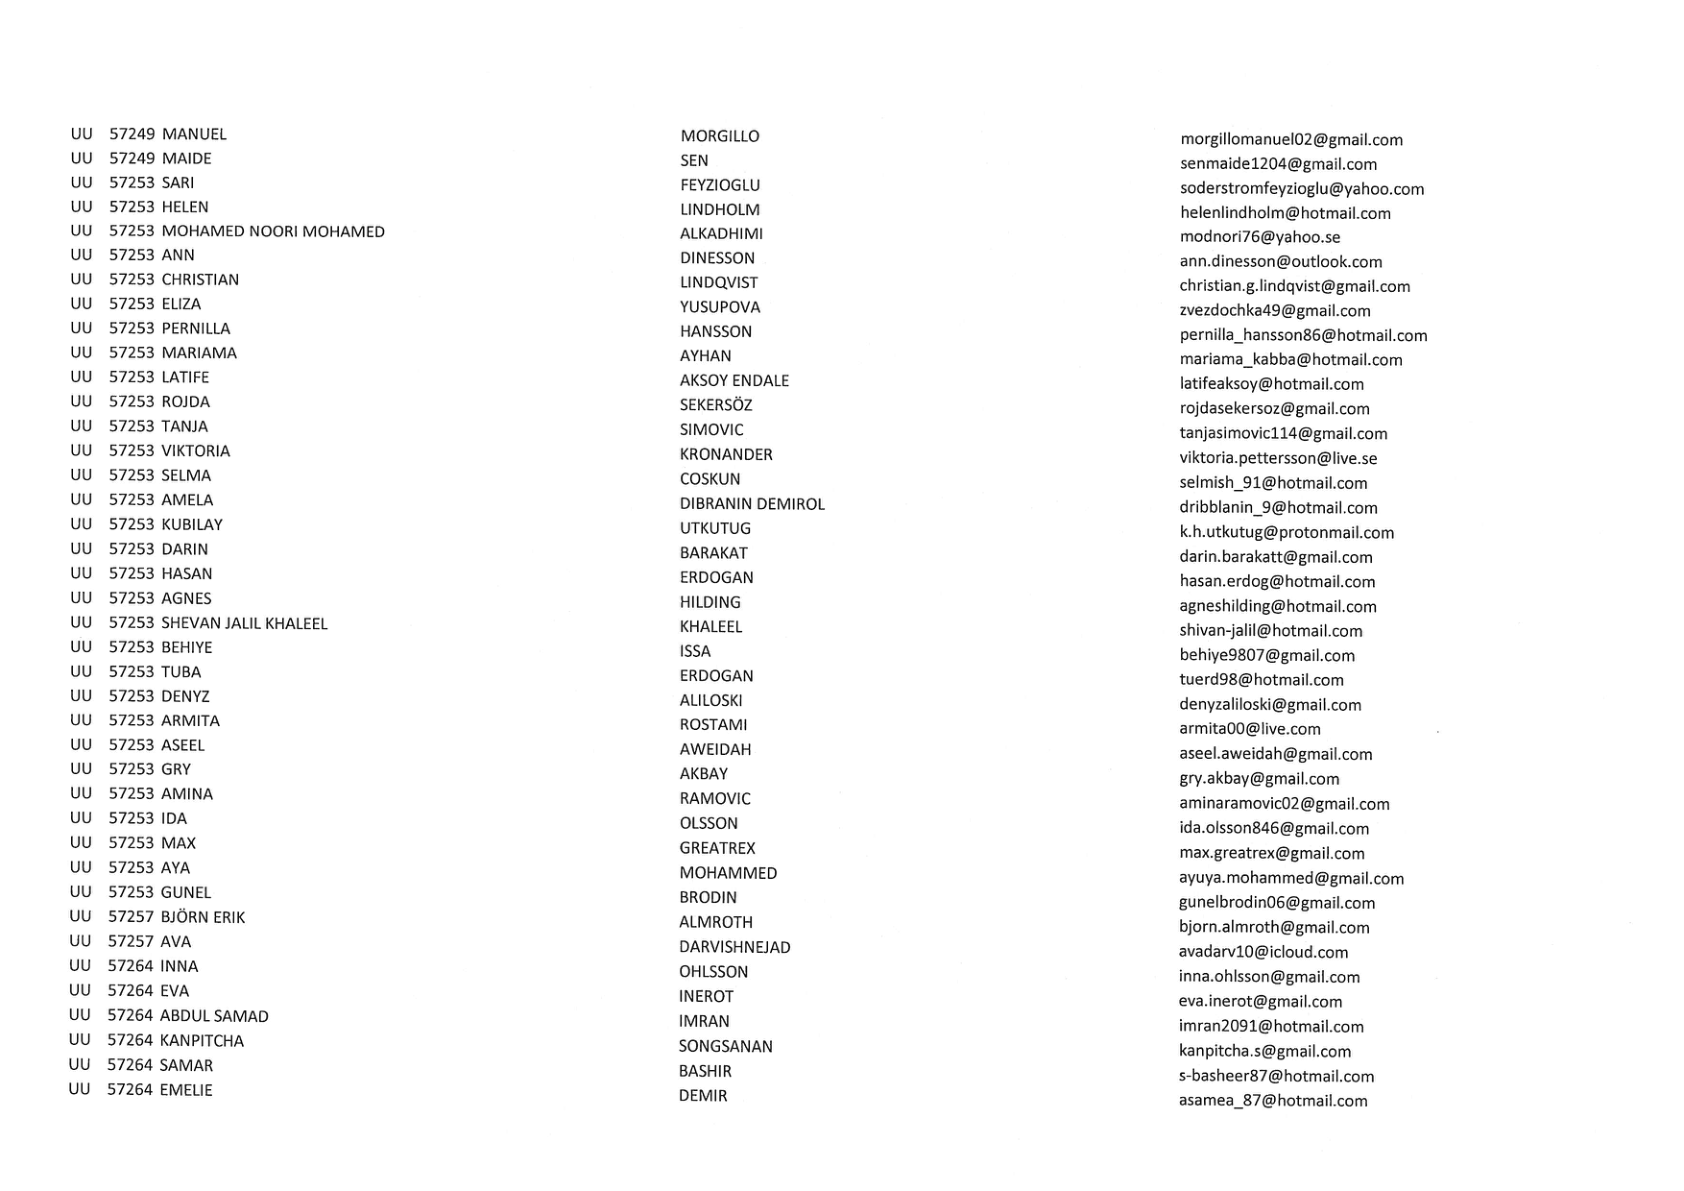 UU 57249 MANUEL MORGILLO morgillomanuel02@gmail.com
UU 57249 MAIDE SEN senmaide1204@gmail.com
UU 57253 SARI FEYZIOGLU soderstromfeyzioglu@yahoo.com
UU 57253 HELEN LINDHOLM helenlindholm@hotmail.com
UU 57253 MOHAMED NOORI MOHAMED ALKADHIMI modnori76@yahoo.se
UU 57253 ANN DINESSON ann.dinesson@outlook.com
UU 57253 CHRISTIAN LINDQVIST christian.g.lindqvist@gmail.com
UU 57253 ELIZA YUSUPOVA zvezdochka49@gmail.com
UU 57253 PERNILLA HANSSON pernilla_hansson86@hotmail.com
UU 57253 MARIAMA AYHAN mariama_kabba@hotmail.com
UU 57253 LATIFE AKSOY ENDALE latifeaksoy@hotmail.com
UU 57253 ROJDA SEKERSÖZ rojdasekersoz@gmail.com
UU 57253 TANJA SIMOVIC tanjasimovic114@gmail.com
UU 57253 VIKTORIA KRONANDER viktoria.pettersson@live.se
UU 57253 SELMA COSKUN selmish_91@hotmail.com
UU 57253 AMELA DIBRANIN DEMIROL dribblanin_9@hotmail.com
UU 57253 KUBILAY UTKUTUG k.h.utkutug@protonmail.com
UU 57253 DARIN BARAKAT darin.barakatt@gmail.com
UU 57253 HASAN ERDOGAN hasan.erdog@hotmail.com
UU 57253 AGNES HILDING agneshilding@hotmail.com
UU 57253 SHEVAN JALIL KHALEEL KHALEEL shivan-jalil@hotmail.com
UU 57253 BEHIYE ISSA behiye9807@gmail.com
UU 57253 TUBA ERDOGAN tuerd98@hotmail.com
UU 57253 DENYZ ALILOSKI denyzaliloski@gmail.com
UU 57253 ARMITA ROSTAMI armita00@live.com
UU 57253 ASEEL AWEIDAH aseel.aweidah@gmail.com
UU 57253 GRY AKBAY gry.akbay@gmail.com
UU 57253 AMINA RAMOVIC aminaramovic02@gmail.com
UU 57253 IDA OLSSON ida.olsson846@gmail.com
UU 57253 MAX GREATREX max.greatrex@gmail.com
UU 57253 AYA MOHAMMED ayuya.mohammed@gmail.com
UU 57253 GUNEL BRODIN gunelbrodin06@gmail.com
UU 57257 BJÖRN ERIK ALMROTH bjorn.almroth@gmail.com
UU 57257 AVA DARVISHNEJAD avadarv10@icloud.com
UU 57264 INNA OHLSSON inna.ohlsson@gmail.com
UU 57264 EVA INEROT eva.inerot@gmail.com
UU 57264 ABDUL SAMAD IMRAN imran2091@hotmail.com
UU 57264 KANPITCHA SONGSANAN kanpitcha.s@gmail.com
UU 57264 SAMAR BASHIR s-basheer87@hotmail.com
UU 57264 EMELIE DEMIR asamea_87@hotmail.com